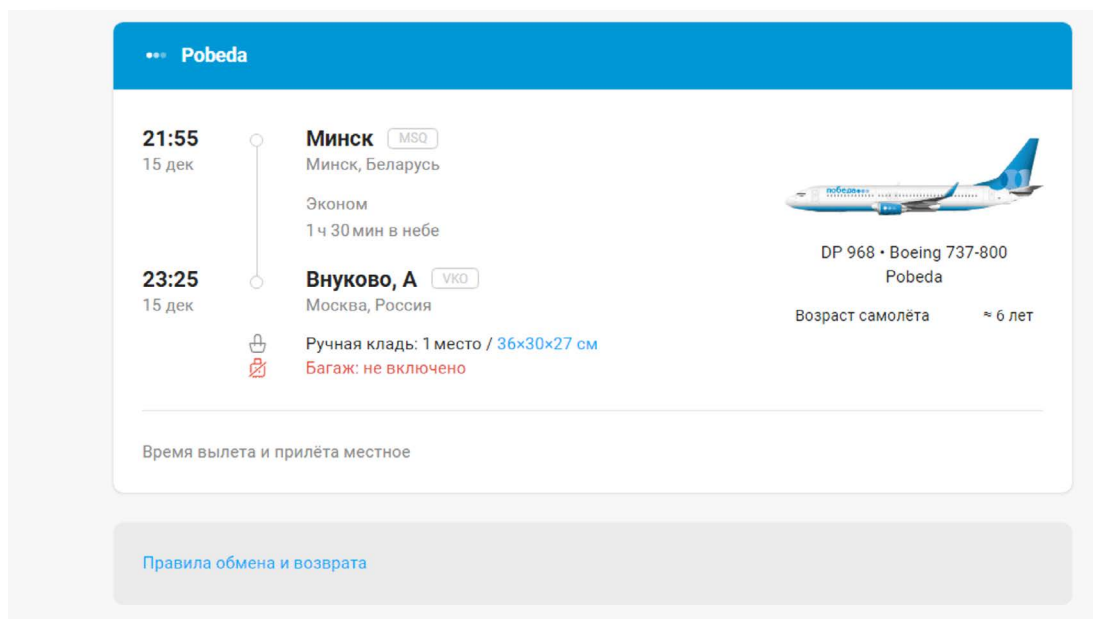 Pobeda
21:55
15 дек
Минск MSQ
Минск, Беларусь
Эконом
1 ч 30 мин в небе
23:25
15 дек
Внуково, A VKO
Москва, Россия
Ручная кладь: 1 место / 36×30×27 см
Багаж: не включено
победа
DP 968 • Boeing 737-800
Pobeda
Возраст самолёта ≈ 6 лет
Время вылета и прилёта местное
Правила обмена и возврата